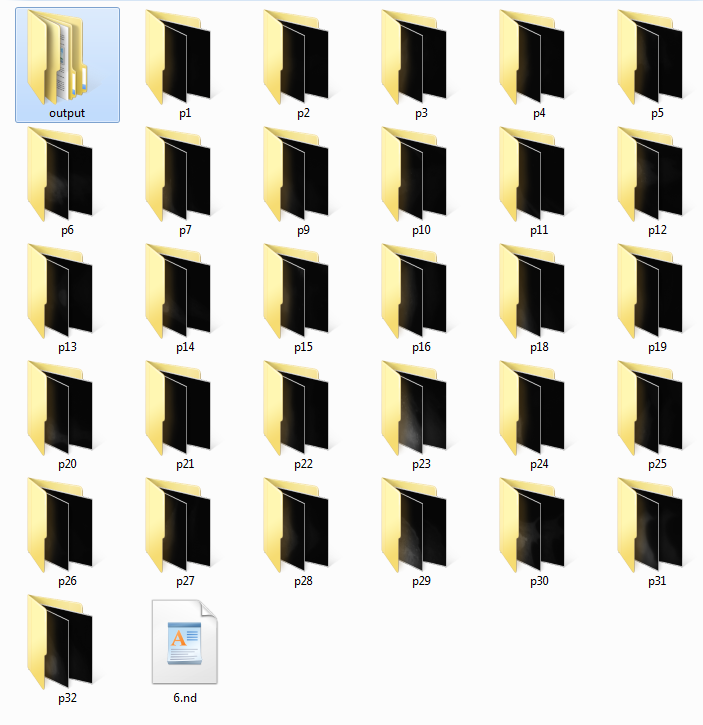 output p1 p2 p3 p4 p5
p6 p7 p9 p10 p11 p12
p13 p14 p15 p16 p18 p19
p20 p21 p22 p23 p24 p25
p26 p27 p28 p29 p30 p31
p32 6.nd